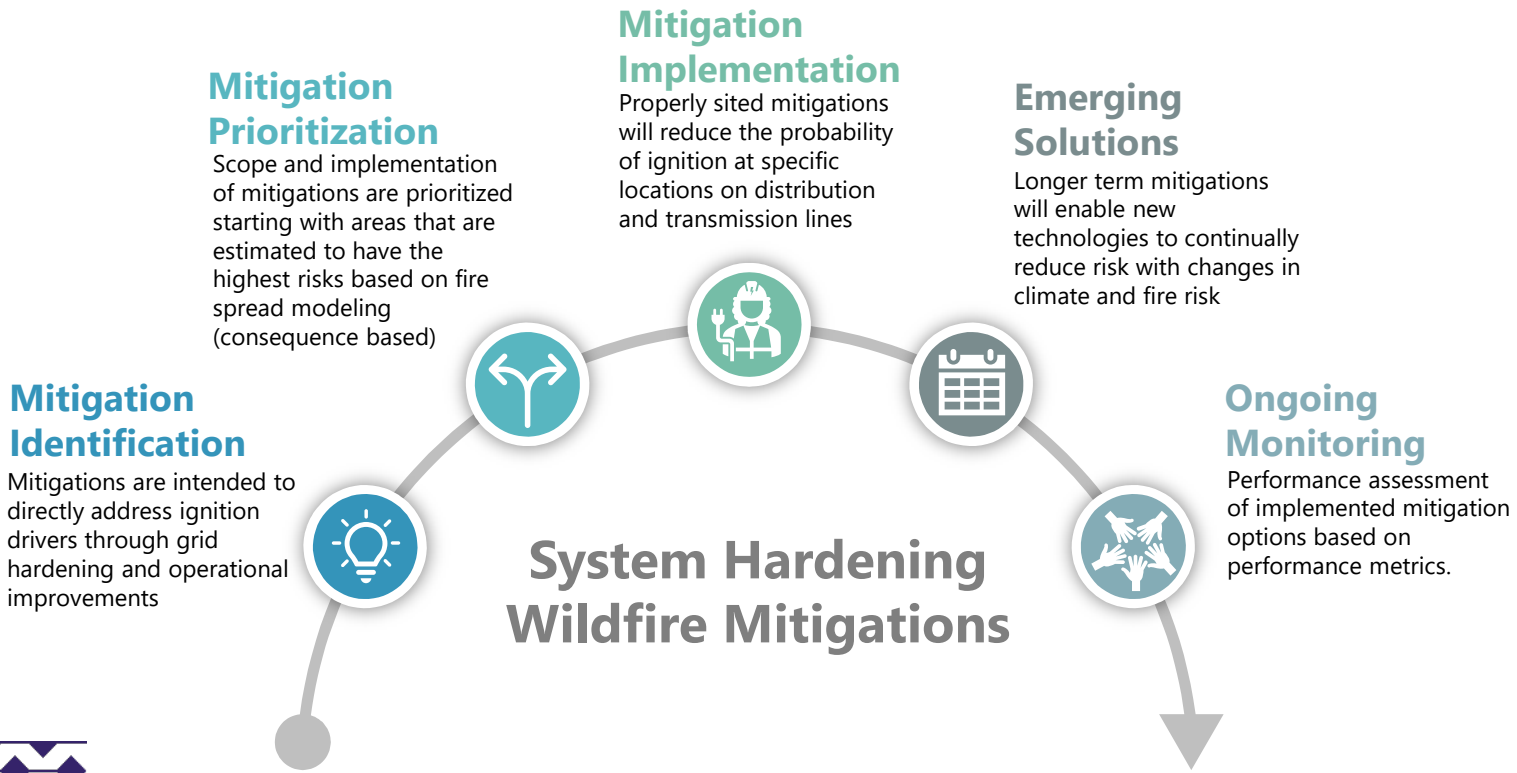 Mitigation
Identification
Mitigations are intended to
directly address ignition
drivers through grid
hardening and operational
improvements
Mitigation
Prioritization
Scope and implementation
of mitigations are prioritized
starting with areas that are
estimated to have the
highest risks based on fire
spread modeling
(consequence based)
Mitigation
Implementation
Properly sited mitigations
will reduce the probability
of ignition at specific
locations on distribution
and transmission lines
Emerging
Solutions
Longer term mitigations
will enable new
technologies to continually
reduce risk with changes in
climate and fire risk
Ongoing
Monitoring
Performance assessment
of implemented mitigation
options based on
performance metrics.
System Hardening
Wildfire Mitigations